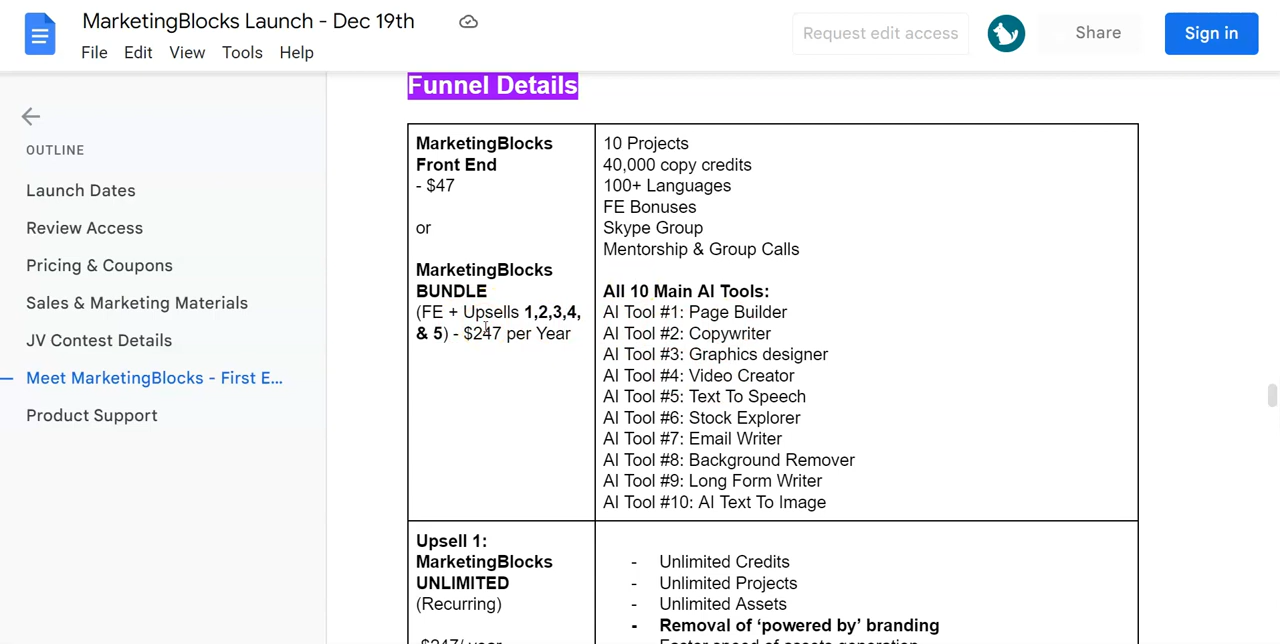 MarketingBlocks Launch - Dec 19th
File Edit View Tools Help
Request edit access
Share
Sign in
OUTLINE
Launch Dates
Review Access
Pricing & Coupons
Sales & Marketing Materials
JV Contest Details
Meet MarketingBlocks - First E...
Product Support
Funnel Details
MarketingBlocks
Front End
- $47
or
MarketingBlocks
BUNDLE
(FE + Upsells 1,2,3,4,
& 5) - $247 per Year
10 Projects
40,000 copy credits
100+ Languages
FE Bonuses
Skype Group
Mentorship & Group Calls
All 10 Main AI Tools:
AI Tool #1: Page Builder
AI Tool #2: Copywriter
AI Tool #3: Graphics designer
AI Tool #4: Video Creator
AI Tool #5: Text To Speech
AI Tool #6: Stock Explorer
AI Tool #7: Email Writer
AI Tool #8: Background Remover
AI Tool #9: Long Form Writer
AI Tool #10: AI Text To Image
Upsell 1:
MarketingBlocks
UNLIMITED
(Recurring)
$247/ year
- Unlimited Credits
- Unlimited Projects
- Unlimited Assets
- Removal of ‘powered by’ branding
Faster speed of assets generation